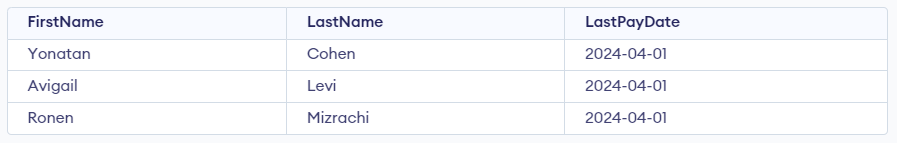 FirstName LastName LastPayDate
Yonatan Cohen 2024-04-01
Avigail Levi 2024-04-01
Ronen Mizrachi 2024-04-01